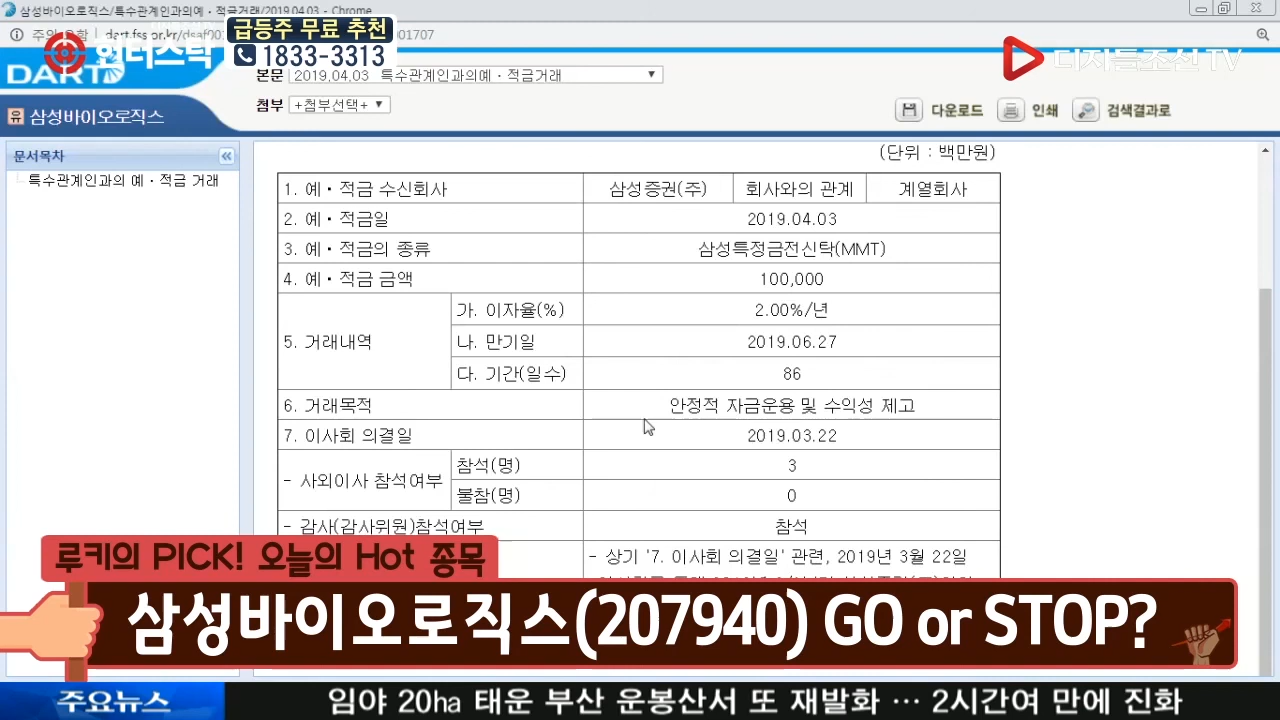 삼성바이오로직스/특수관계인과의예・적금거래/2019.04.03 - Chrome
dart.fss.or.kr/dsaf001
01707
헌터스탁
급등주 무료 추천
1833-3313
디지틀조선TV
DART
본문 2019.04.03 특수관계인과의예・적금거래
첨부 +첨부선택+
다운로드 인쇄 검색결과로
유 삼성바이오로직스
문서목차
특수관계인과의 예・적금 거래
(단위 : 백만원)
1. 예・적금 수신회사 삼성증권(주) 회사와의 관계 계열회사
2. 예・적금일 2019.04.03
3. 예・적금의 종류 삼성특정금전신탁(MMT)
4. 예・적금 금액 100,000
5. 거래내역
가. 이자율(%) 2.00%/년
나. 만기일 2019.06.27
다. 기간(일수) 86
6. 거래목적 안정적 자금운용 및 수익성 제고
7. 이사회 의결일 2019.03.22
- 사외이사 참석여부
참석(명) 3
불참(명) 0
- 감사(감사위원)참석여부 참석
- 상기 '7. 이사회 의결일' 관련, 2019년 3월 22일
루키의 PICK! 오늘의 Hot 종목
삼성바이오로직스(207940) GO or STOP?
주요뉴스 임야 20ha 태운 부산 운봉산서 또 재발화 … 2시간여 만에 진화